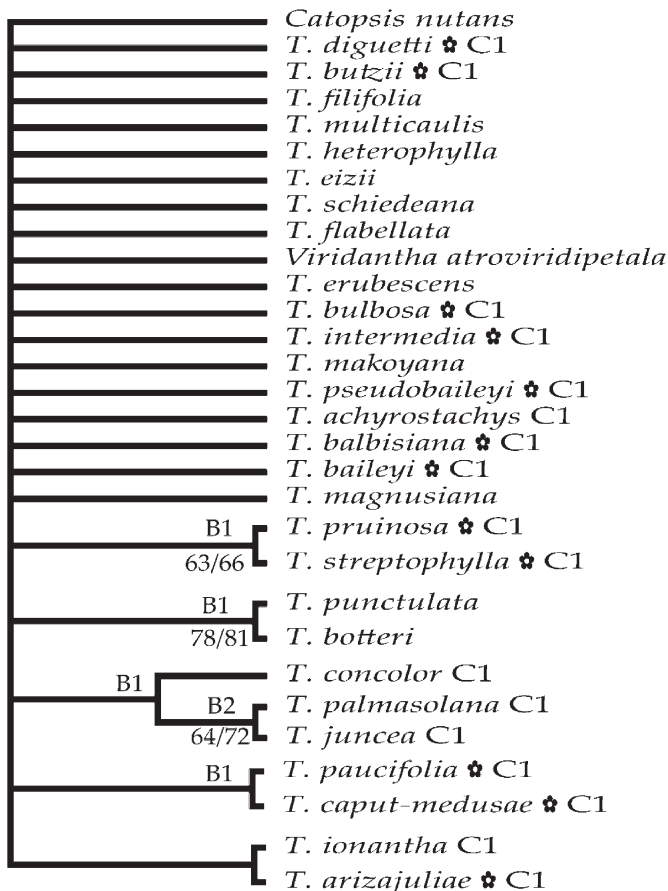 Catopsis nutans
T. diguetti ✿ C1
T. butzii ✿ C1
T. filifolia
T. multicaulis
T. heterophylla
T. eizii
T. schiedeana
T. flabellata
Viridantha atroviridipetala
T. erubescens
T. bulbosa ✿ C1
T. intermedia ✿ C1
T. makoyana
T. pseudobaileyi ✿ C1
T. achyrostachys C1
T. balbisiana ✿ C1
T. baileyi ✿ C1
T. magnusiana
B1
T. pruinosa ✿ C1
63/66
T. streptophylla ✿ C1
B1
T. punctulata
78/81
T. botteri
T. concolor C1
B1
B2
T. palmasolana C1
64/72
T. juncea C1
B1
T. paucifolia ✿ C1
T. caput-medusae ✿ C1
T. ionantha C1
T. arizajuliae ✿ C1